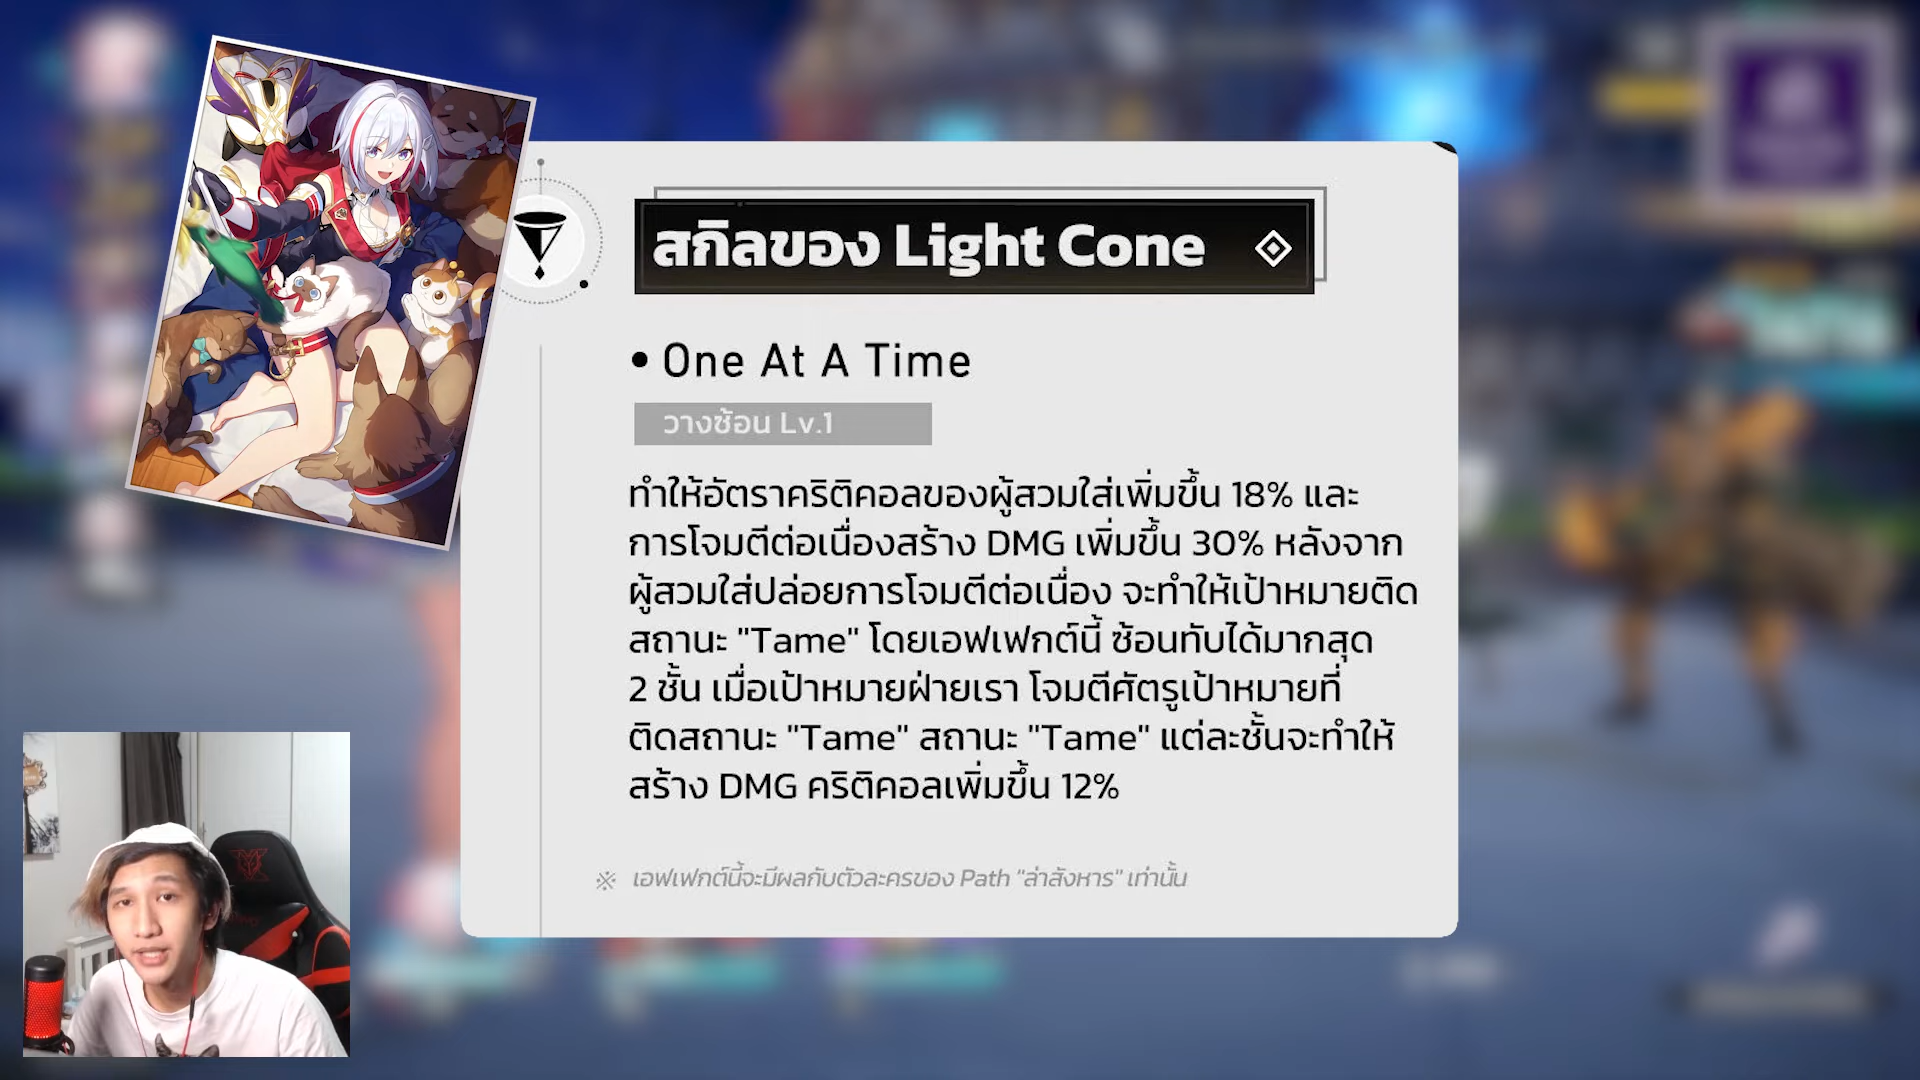 สกิลของ Light Cone
• One At A Time
วางซ้อน Lv.1
ทำให้อัตราคริติคอลของผู้สวมใส่เพิ่มขึ้น 18% และ
การโจมตีต่อเนื่องสร้าง DMG เพิ่มขึ้น 30% หลังจาก
ผู้สวมใส่ปล่อยการโจมตีต่อเนื่อง จะทำให้เป้าหมายติด
สถานะ "Tame" โดยเอฟเฟกต์นี้ ซ้อนทับได้มากสุด
2 ชั้น เมื่อเป้าหมายฝ่ายเรา โจมตีศัตรูเป้าหมายที่
ติดสถานะ "Tame" สถานะ "Tame" แต่ละชั้นจะทำให้
สร้าง DMG คริติคอลเพิ่มขึ้น 12%
※ เอฟเฟกต์นี้จะมีผลกับตัวละครของ Path "ล่าสังหาร" เท่านั้น